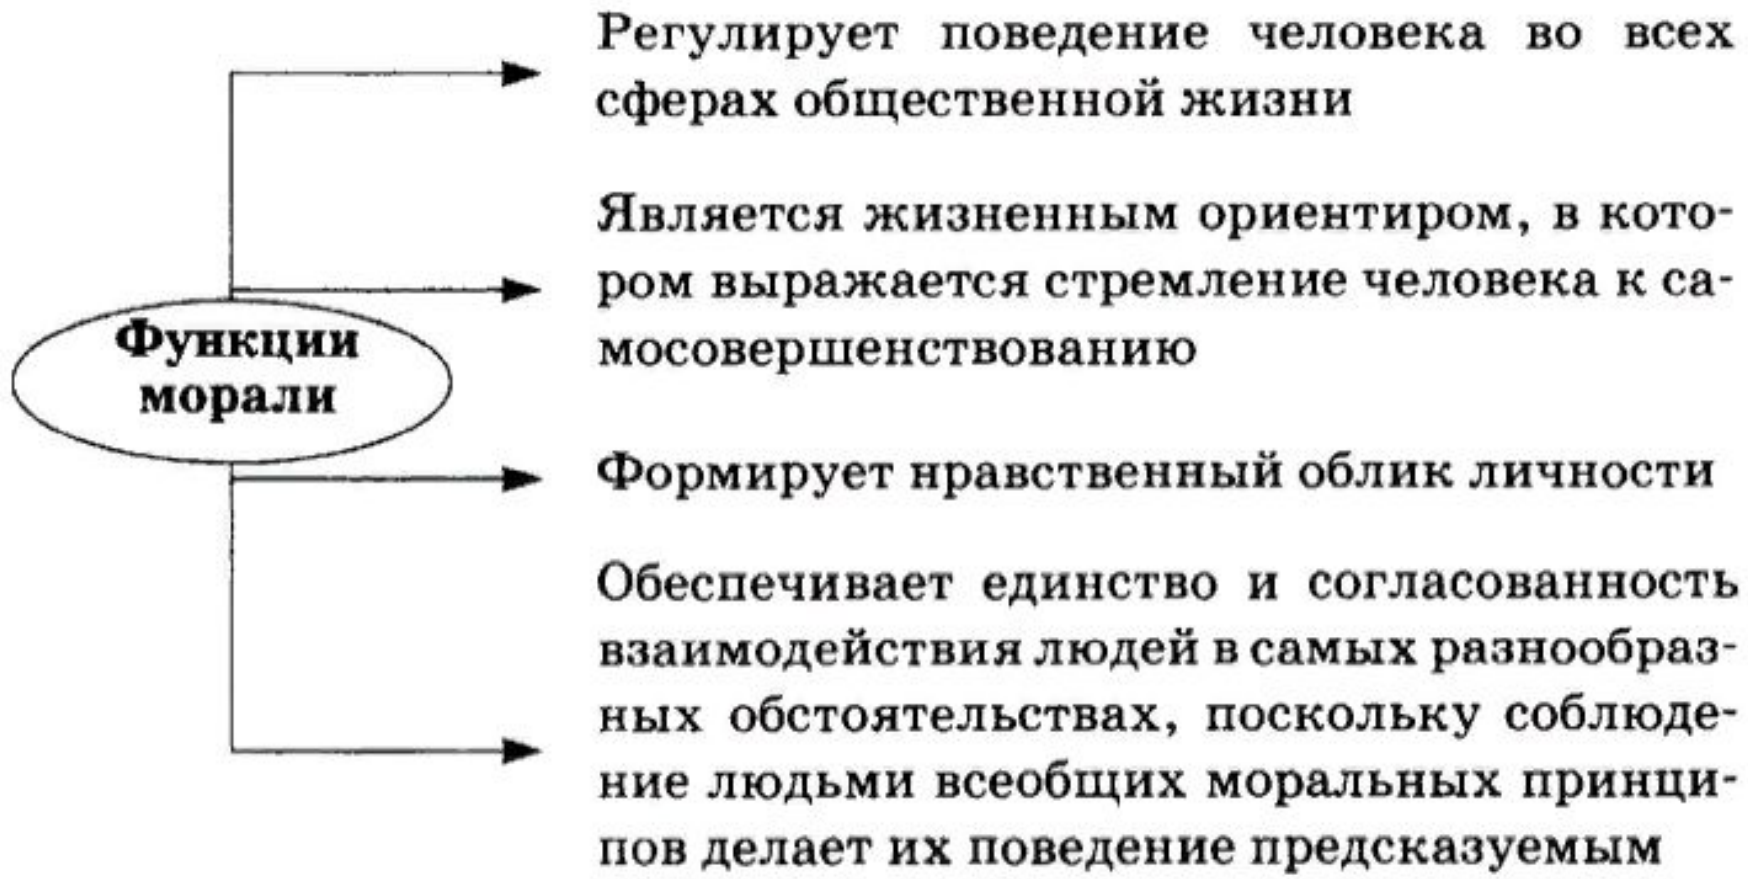 Регулирует поведение человека во всех
сферах общественной жизни
Является жизненным ориентиром, в кото-
ром выражается стремление человека к са-
мосовершенствованию
Функции
морали
Формирует нравственный облик личности
Обеспечивает единство и согласованность
взаимодействия людей в самых разнообраз-
ных обстоятельствах, поскольку соблюде-
ние людьми всеобщих моральных принци-
пов делает их поведение предсказуемым